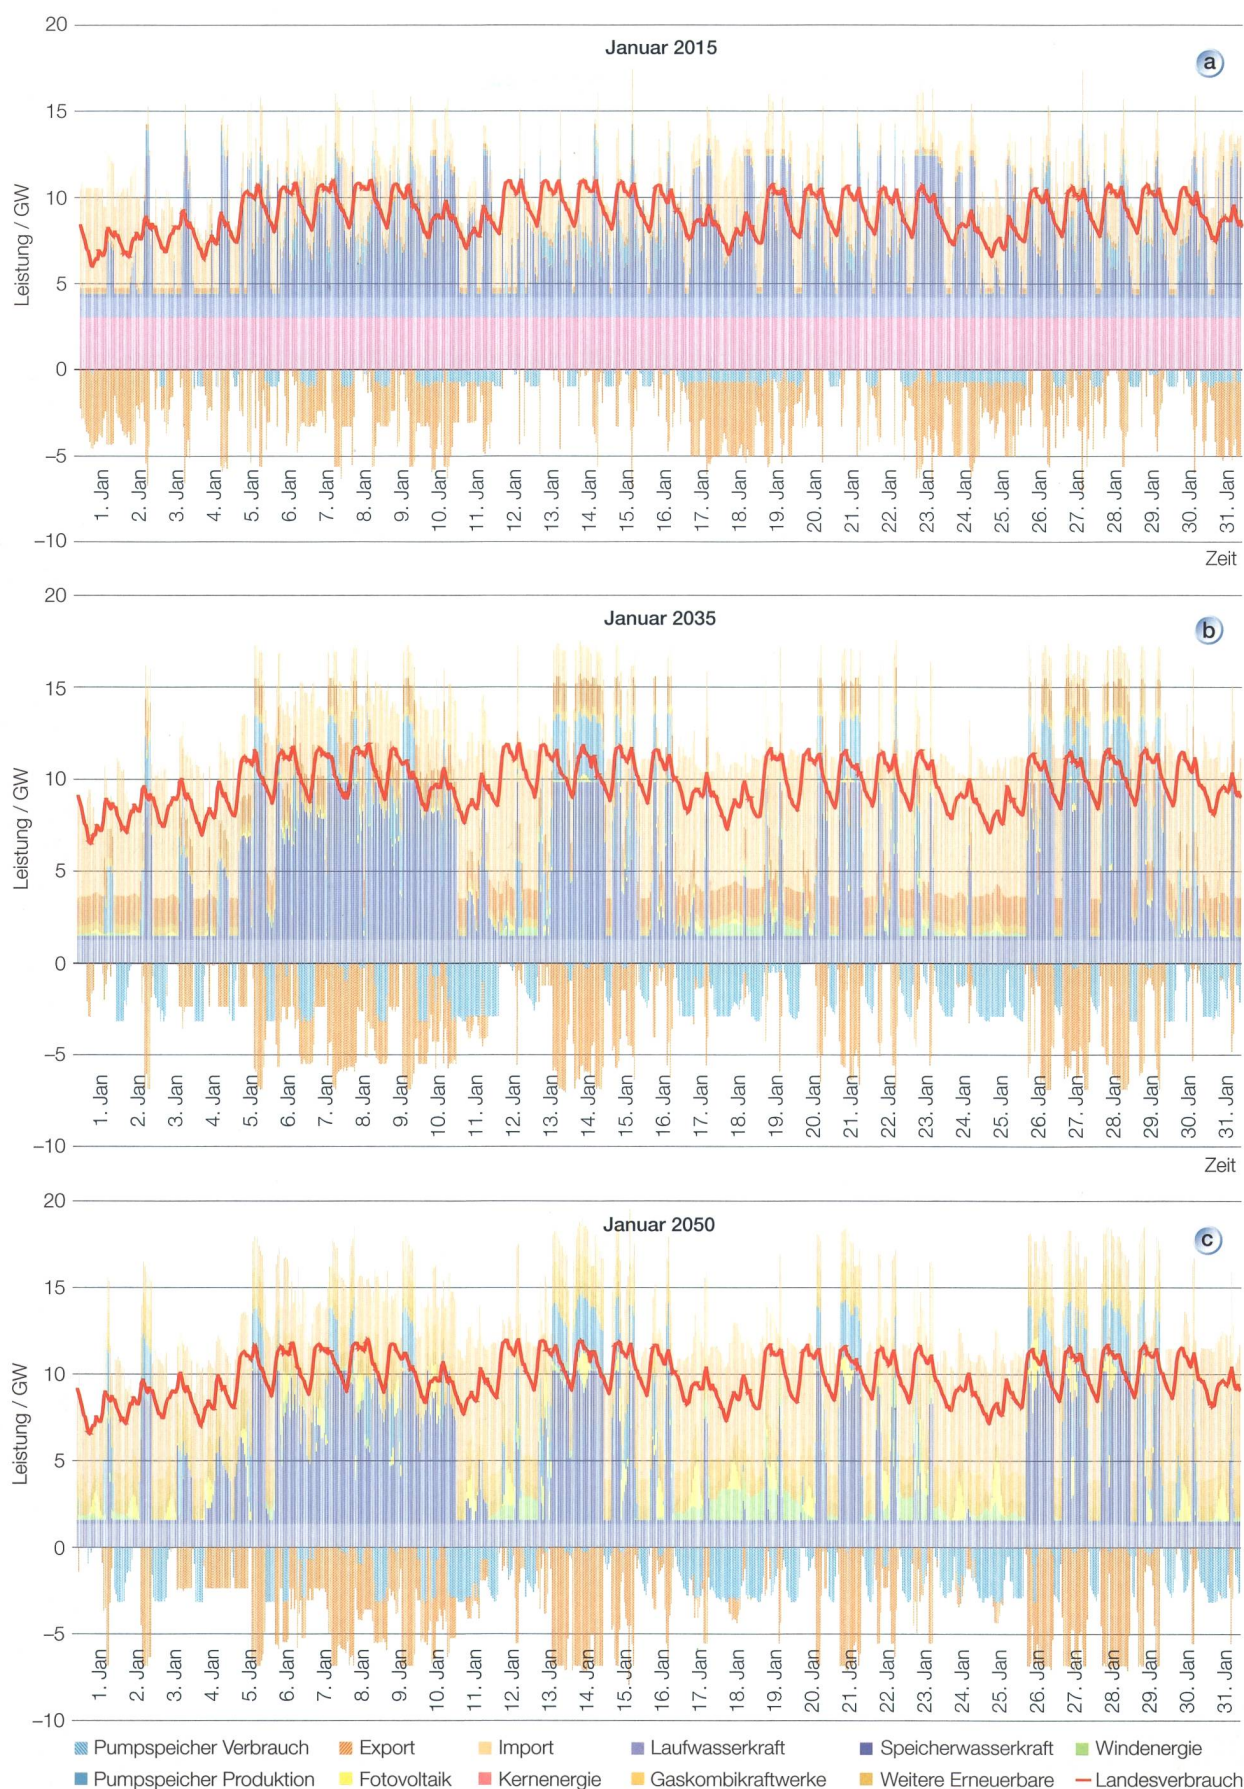 20
Januar 2015
a
15
10
5
0
−5
−10
Leistung / GW
1. Jan
2. Jan
3. Jan
4. Jan
5. Jan
6. Jan
7. Jan
8. Jan
9. Jan
10. Jan
11. Jan
12. Jan
13. Jan
14. Jan
15. Jan
16. Jan
17. Jan
18. Jan
19. Jan
20. Jan
21. Jan
22. Jan
23. Jan
24. Jan
25. Jan
26. Jan
27. Jan
28. Jan
29. Jan
30. Jan
31. Jan
Zeit
20
Januar 2035
b
15
10
5
0
−5
−10
Leistung / GW
1. Jan
2. Jan
3. Jan
4. Jan
5. Jan
6. Jan
7. Jan
8. Jan
9. Jan
10. Jan
11. Jan
12. Jan
13. Jan
14. Jan
15. Jan
16. Jan
17. Jan
18. Jan
19. Jan
20. Jan
21. Jan
22. Jan
23. Jan
24. Jan
25. Jan
26. Jan
27. Jan
28. Jan
29. Jan
30. Jan
31. Jan
Zeit
20
Januar 2050
c
15
10
5
0
−5
−10
Leistung / GW
1. Jan
2. Jan
3. Jan
4. Jan
5. Jan
6. Jan
7. Jan
8. Jan
9. Jan
10. Jan
11. Jan
12. Jan
13. Jan
14. Jan
15. Jan
16. Jan
17. Jan
18. Jan
19. Jan
20. Jan
21. Jan
22. Jan
23. Jan
24. Jan
25. Jan
26. Jan
27. Jan
28. Jan
29. Jan
30. Jan
31. Jan
Pumpspeicher Verbrauch Export Import Laufwasserkraft Speicherwasserkraft Windenergie
Pumpspeicher Produktion Fotovoltaik Kernenergie Gaskombikraftwerke Weitere Erneuerbare Landesverbrauch